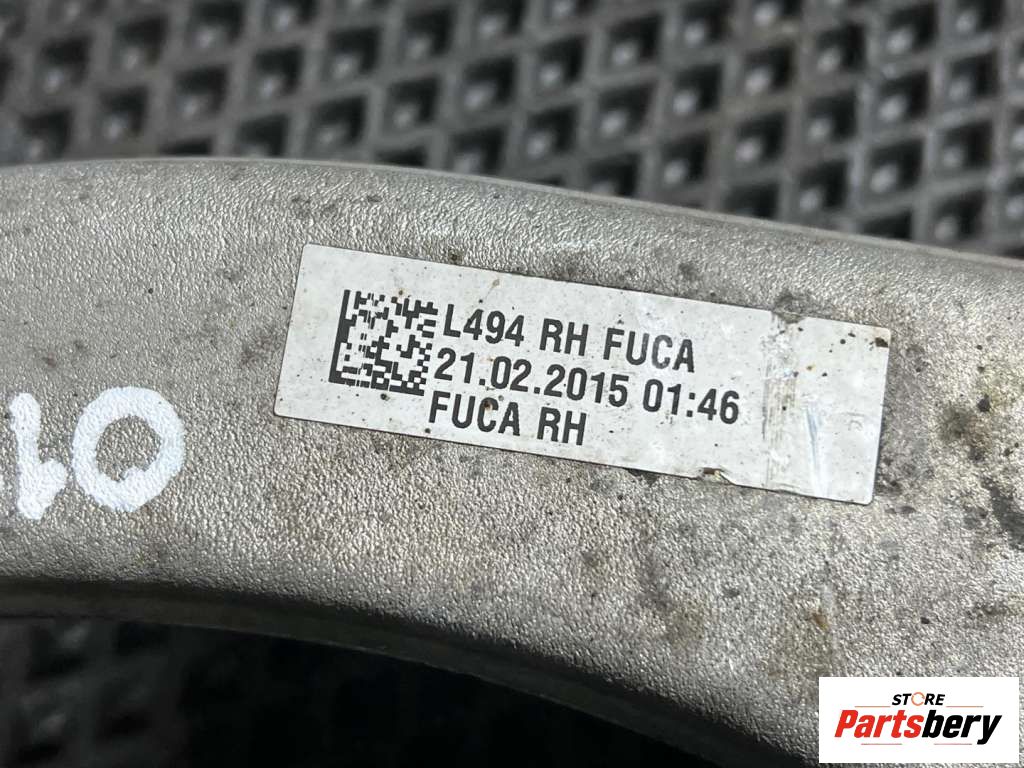 L494 RH FUCA
21.02.2015 01:46
FUCA RH
STORE
Partsbery